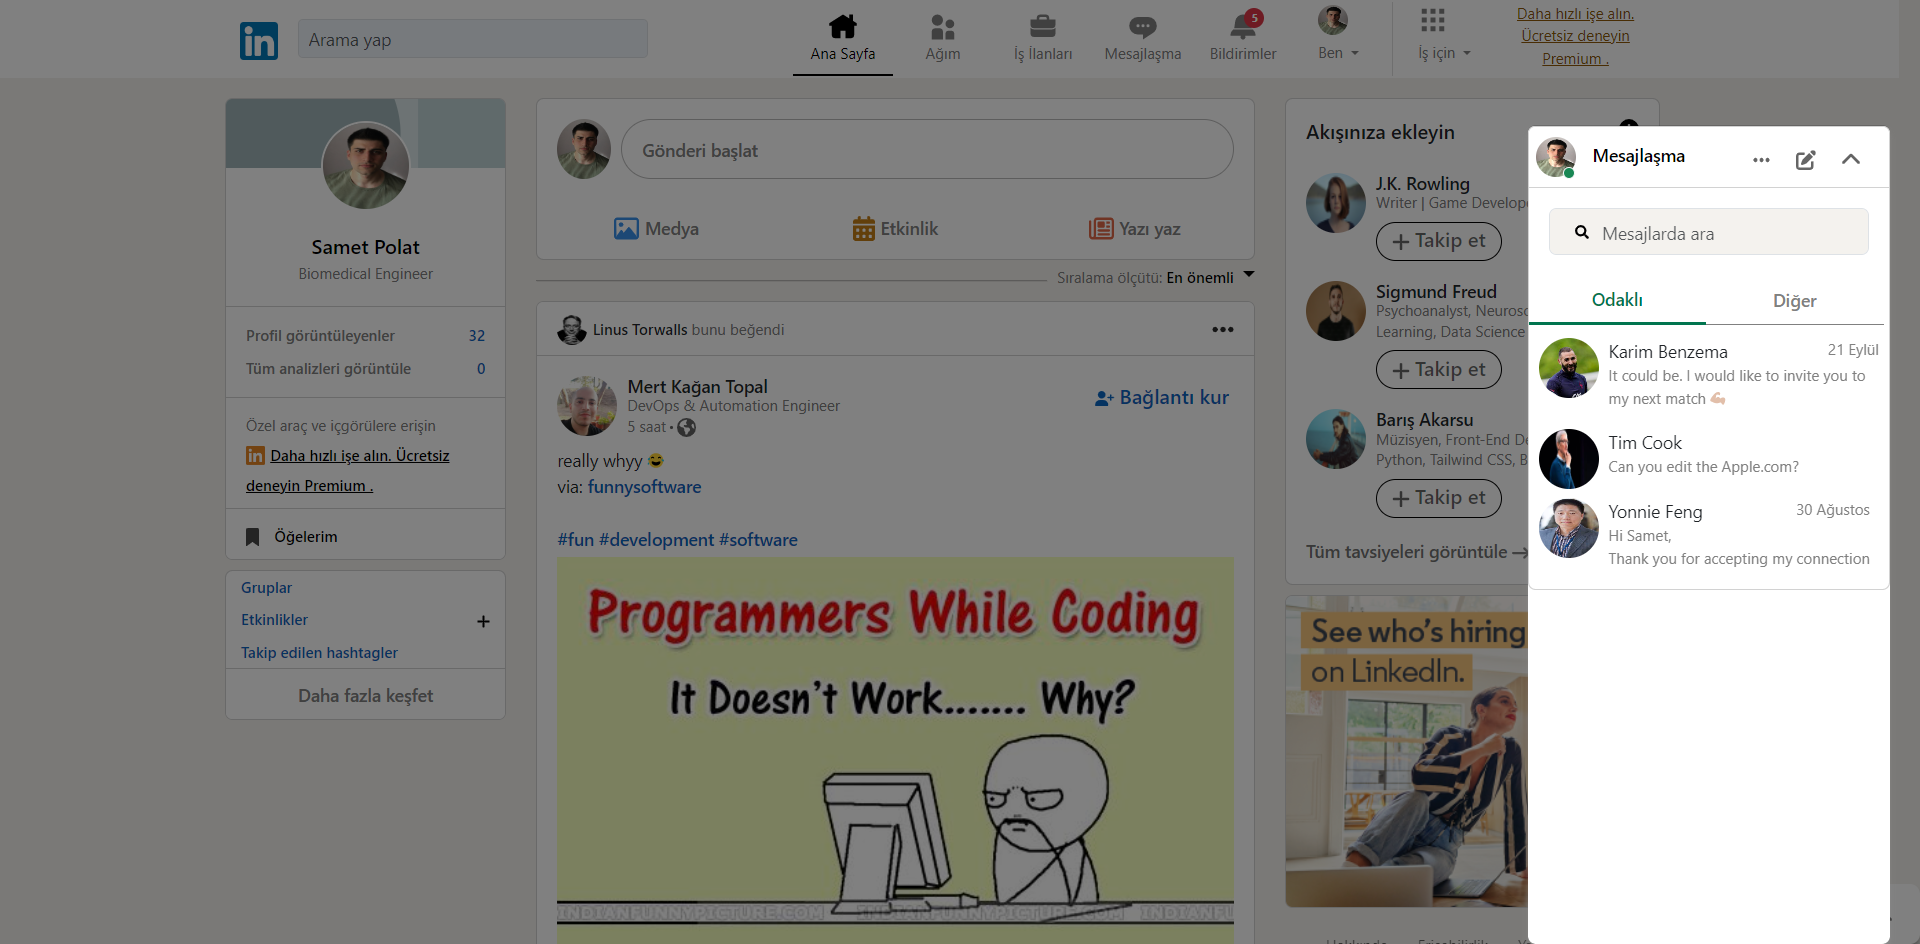 in
Arama yap
Ana Sayfa
Ağım
İş İlanları
Mesajlaşma
5
Bildirimler
Ben
İş için
Daha hızlı işe alın.
Ücretsiz deneyin
Premium .
Samet Polat
Biomedical Engineer
Profil görüntüleyenler 32
Tüm analizleri görüntüle 0
Özel araç ve içgörülere erişin
Daha hızlı işe alın. Ücretsiz
deneyin Premium .
Öğelerim
Gruplar
Etkinlikler +
Takip edilen hashtagler
Daha fazla keşfet
Gönderi başlat
Medya
Etkinlik
Yazı yaz
Sıralama ölçütü: En önemli
Linus Torwalls bunu beğendi
Mert Kağan Topal
DevOps & Automation Engineer
5 saat •
Bağlantı kur
really whyy 😂
via: funnysoftware
#fun #development #software
Programmers While Coding
It Doesn't Work....... Why?
INDIANFUNNYPICTURE.COM INDIANFUNNYPICTURE.COM INDIANFU
Akışınıza ekleyin
J.K. Rowling
Writer | Game Develope
+ Takip et
Sigmund Freud
Psychoanalyst, Neurosc
Learning, Data Science
+ Takip et
Barış Akarsu
Müzisyen, Front-End De
Python, Tailwind CSS, B
+ Takip et
Tüm tavsiyeleri görüntüle →
See who's hiring
on LinkedIn.
Mesajlaşma
Mesajlarda ara
Odaklı
Diğer
Karim Benzema 21 Eylül
It could be. I would like to invite you to
my next match 💪🏼
Tim Cook
Can you edit the Apple.com?
Yonnie Feng 30 Ağustos
Hi Samet,
Thank you for accepting my connection